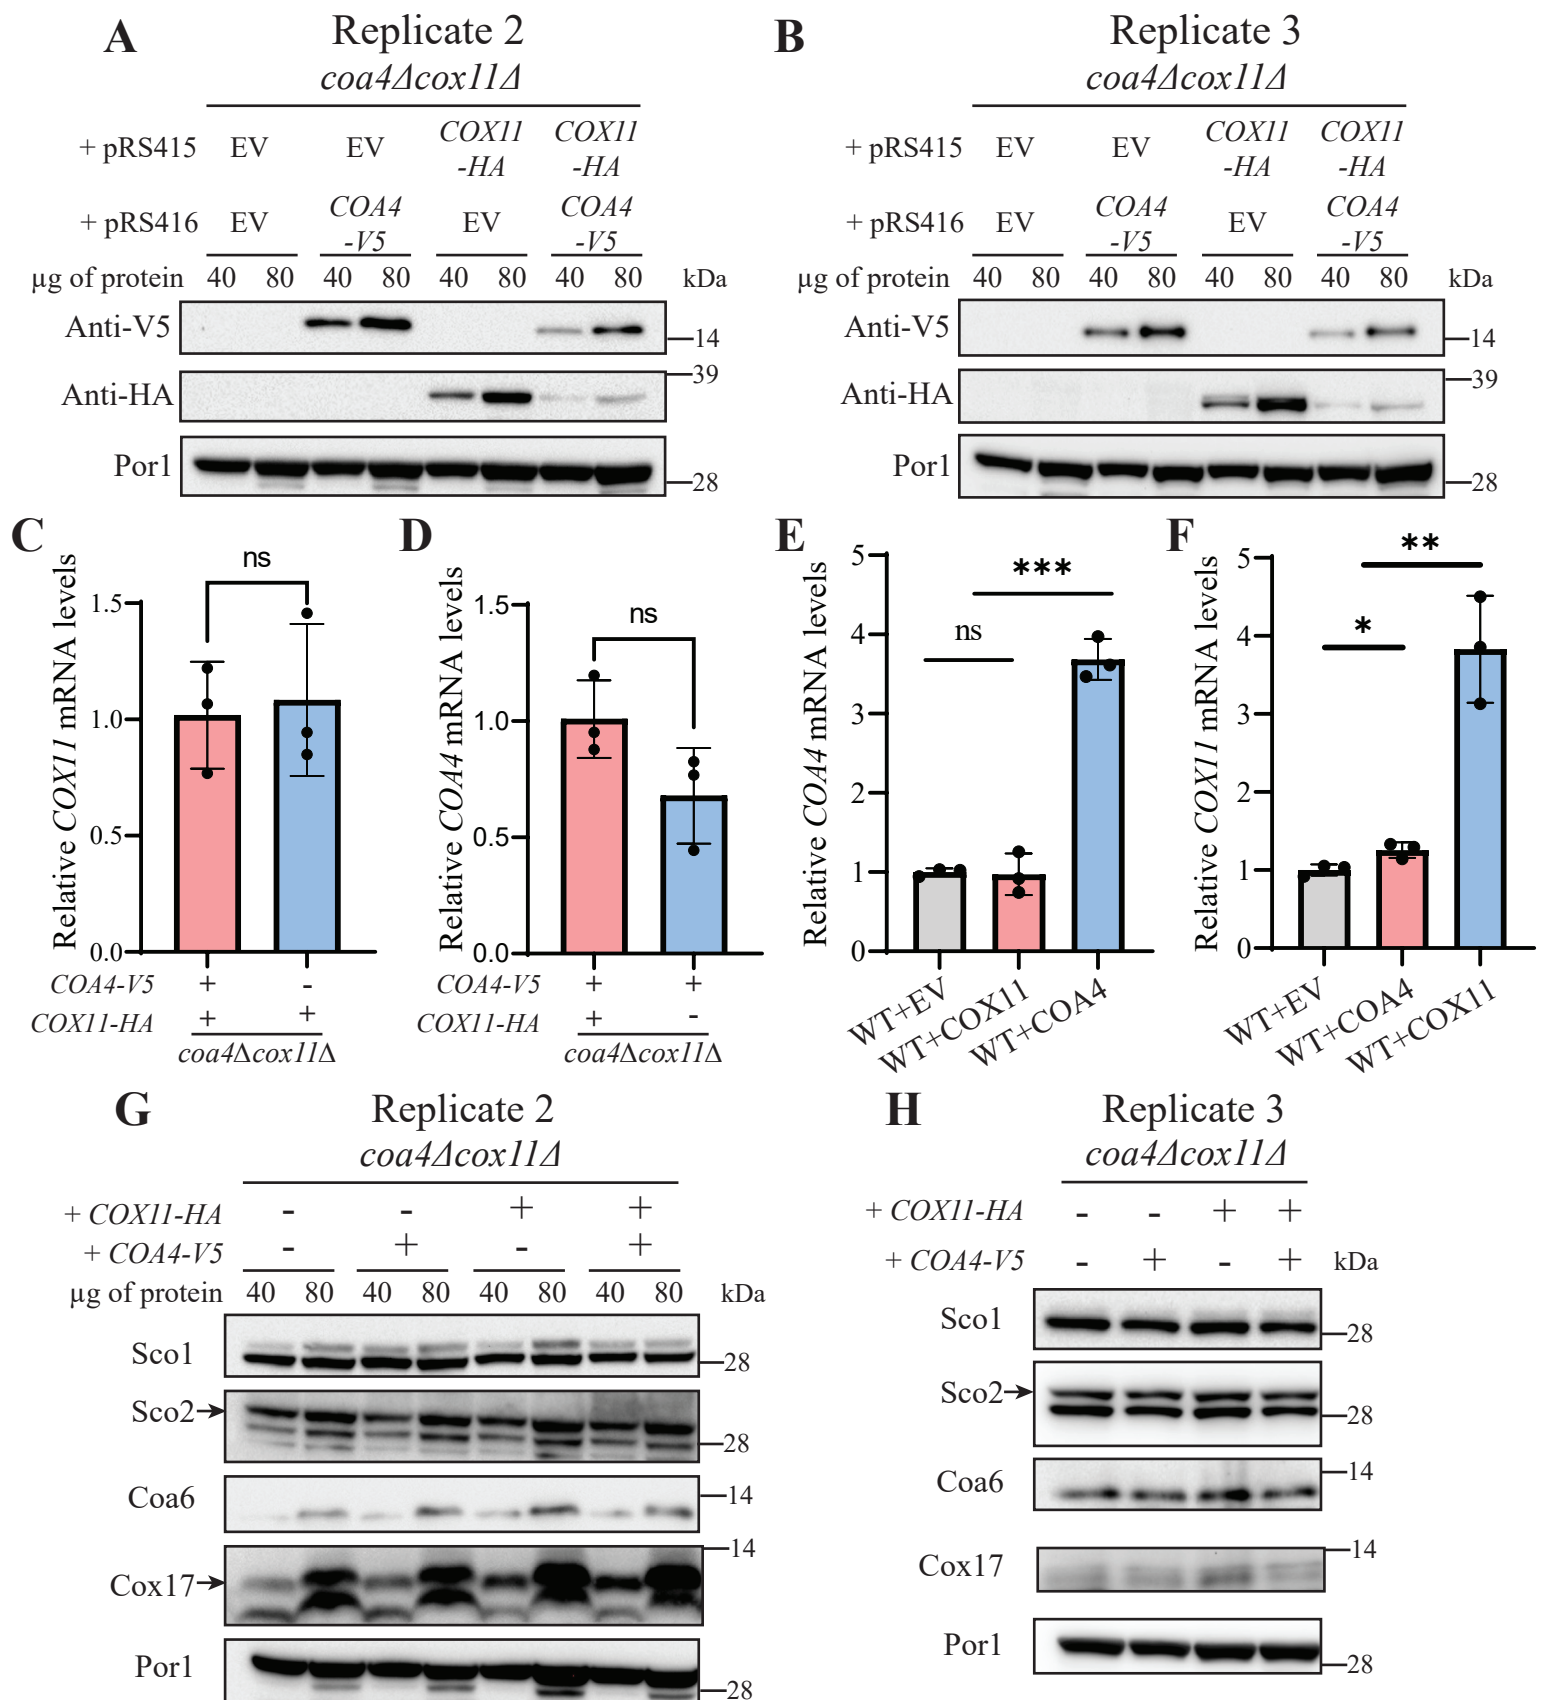 A
Replicate 2
coa4Δcox11Δ
+ pRS415 EV EV COX11 -HA COX11 -HA
+ pRS416 EV COA4 -V5 EV COA4 -V5
µg of protein 40 80 40 80 40 80 40 80 kDa
Anti-V5 14
Anti-HA 39
Por1 28
B
Replicate 3
coa4Δcox11Δ
+ pRS415 EV EV COX11 -HA COX11 -HA
+ pRS416 EV COA4 -V5 EV COA4 -V5
µg of protein 40 80 40 80 40 80 40 80 kDa
Anti-V5 14
Anti-HA 39
Por1 28
C
Relative COX11 mRNA levels
1.5
1.0
0.5
0.0
ns
COA4-V5 + -
COX11-HA + +
coa4Δcox11Δ
D
Relative COA4 mRNA levels
1.5
1.0
0.5
0.0
ns
COA4-V5 + +
COX11-HA + -
coa4Δcox11Δ
E
Relative COA4 mRNA levels
5
4
3
2
1
0
ns
***
WT+EV
WT+COX11
WT+COA4
F
Relative COX11 mRNA levels
5
4
3
2
1
0
*
**
WT+EV
WT+COA4
WT+COX11
G
Replicate 2
coa4Δcox11Δ
+ COX11-HA - - + +
+ COA4-V5 - + - +
µg of protein 40 80 40 80 40 80 40 80 kDa
Sco1 28
Sco2 28
Coa6 14
Cox17 14
Por1 28
H
Replicate 3
coa4Δcox11Δ
+ COX11-HA - - + +
+ COA4-V5 - + - + kDa
Sco1 28
Sco2 28
Coa6 14
Cox17 14
Por1 28